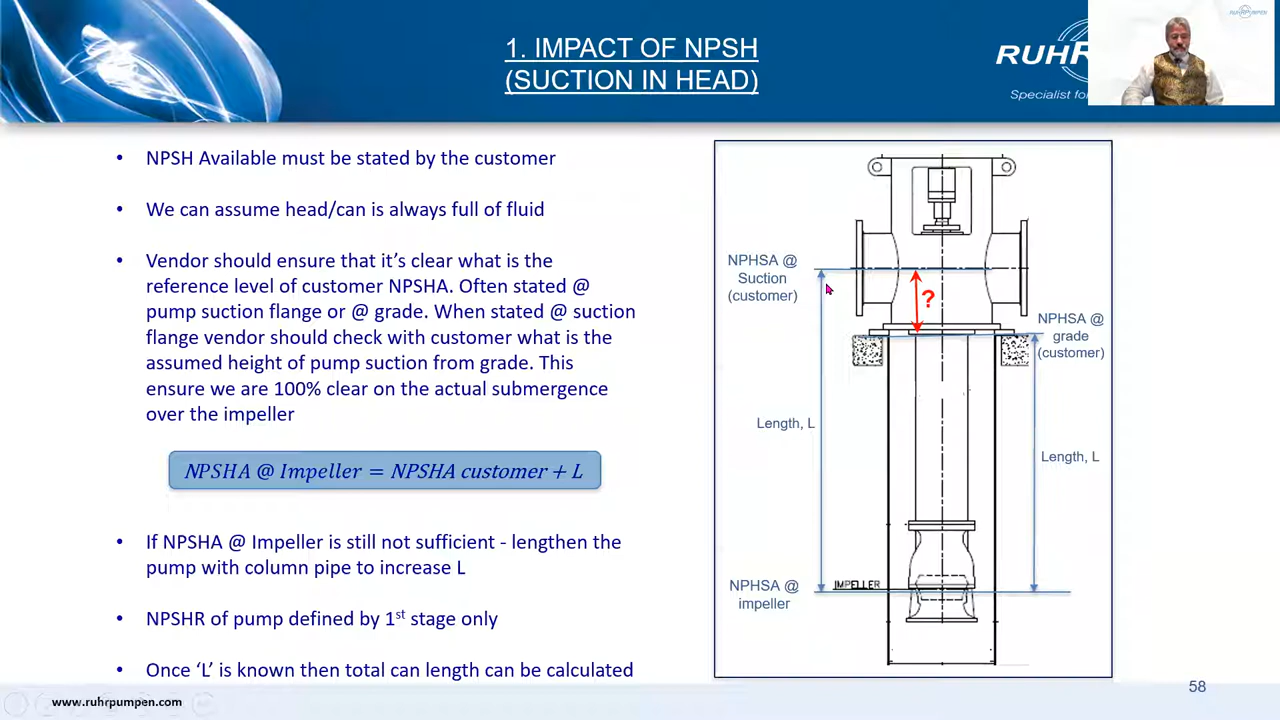 1. IMPACT OF NPSH
(SUCTION IN HEAD)
RUHR
Specialist for
RUHRPUMPEN
• NPSH Available must be stated by the customer
• We can assume head/can is always full of fluid
• Vendor should ensure that it’s clear what is the
reference level of customer NPSHA. Often stated @
pump suction flange or @ grade. When stated @ suction
flange vendor should check with customer what is the
assumed height of pump suction from grade. This
ensure we are 100% clear on the actual submergence
over the impeller
NPSHA @ Impeller = NPSHA customer + L
• If NPSHA @ Impeller is still not sufficient - lengthen the
pump with column pipe to increase L
• NPSHR of pump defined by 1st stage only
• Once ‘L’ is known then total can length can be calculated
NPHSA @
Suction
(customer)
?
NPHSA @
grade
(customer)
Length, L
Length, L
NPHSA @
impeller
IMPELLER
www.ruhrpumpen.com
58